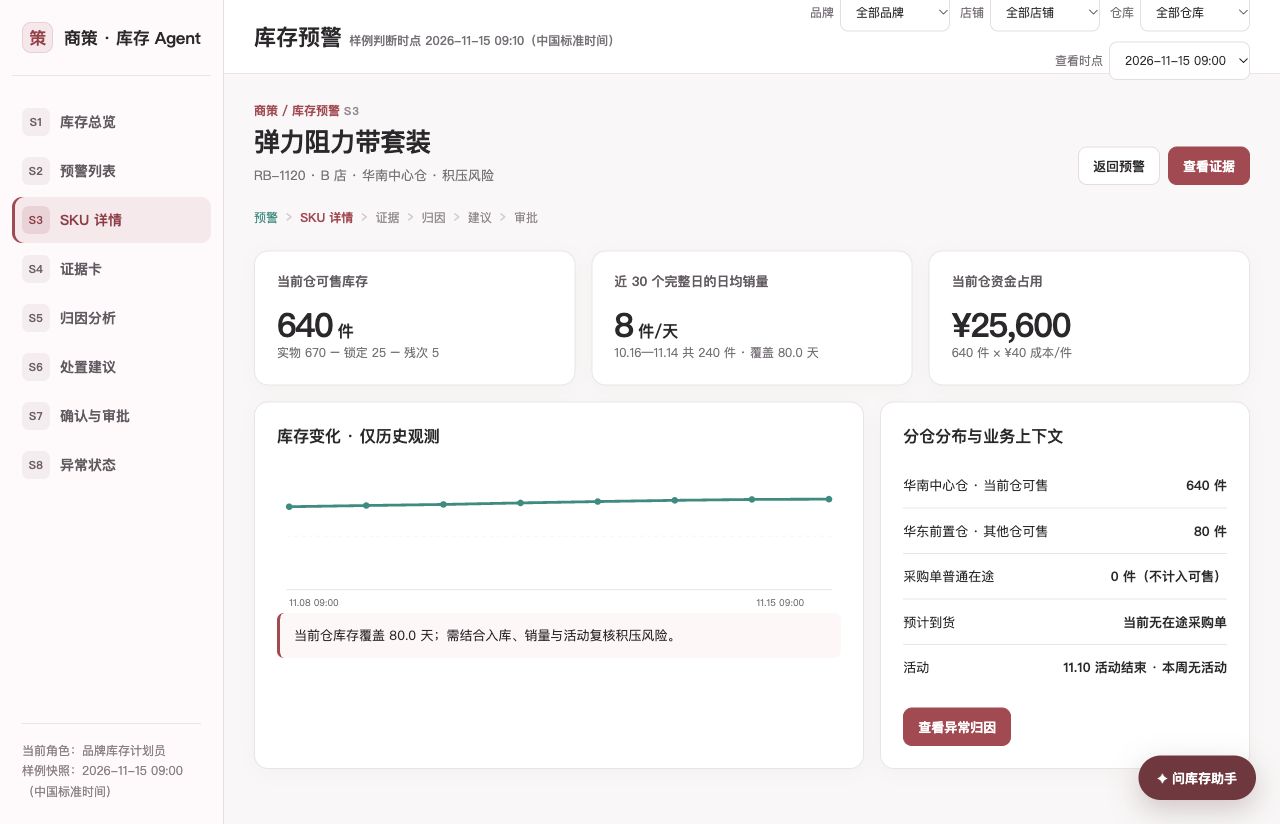 策 商策 · 库存 Agent
S1 库存总览
S2 预警列表
S3 SKU 详情
S4 证据卡
S5 归因分析
S6 处置建议
S7 确认与审批
S8 异常状态
当前角色：品牌库存计划员
样例快照：2026-11-15 09:00
（中国标准时间）
库存预警 样例判断时点 2026-11-15 09:10（中国标准时间）
品牌 全部品牌 店铺 全部店铺 仓库 全部仓库
查看时点 2026-11-15 09:00
商策 / 库存预警 S3
弹力阻力带套装
RB-1120 · B 店 · 华南中心仓 · 积压风险
返回预警 查看证据
预警 > SKU 详情 > 证据 > 归因 > 建议 > 审批
当前仓可售库存
640 件
实物 670 − 锁定 25 − 残次 5
近 30 个完整日的日均销量
8 件/天
10.16—11.14 共 240 件 · 覆盖 80.0 天
当前仓资金占用
¥25,600
640 件 × ¥40 成本/件
库存变化 · 仅历史观测
11.08 09:00 11.15 09:00
当前仓库存覆盖 80.0 天；需结合入库、销量与活动复核积压风险。
分仓分布与业务上下文
华南中心仓 · 当前仓可售 640 件
华东前置仓 · 其他仓可售 80 件
采购单普通在途 0 件（不计入可售）
预计到货 当前无在途采购单
活动 11.10 活动结束 · 本周无活动
查看异常归因
✦ 问库存助手